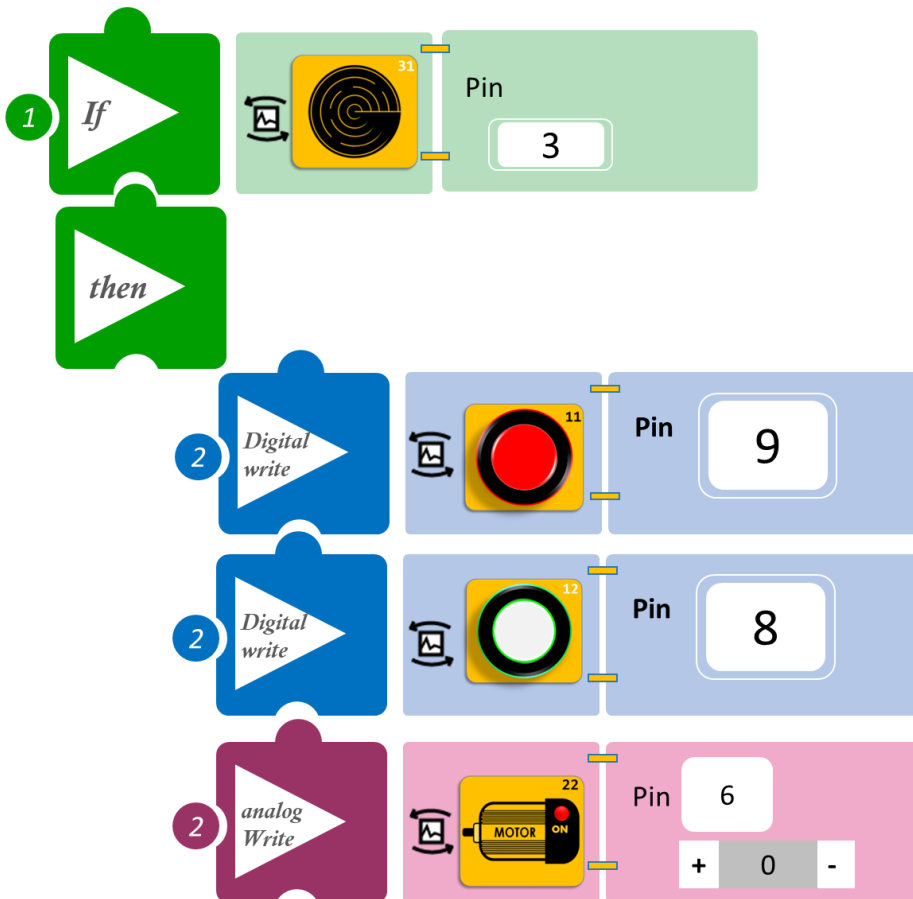 1
If
31
Pin
3
then
2
Digital
write
11
Pin
9
2
Digital
write
12
Pin
8
2
analog
Write
22
MOTOR
ON
Pin
6
+ 0 -